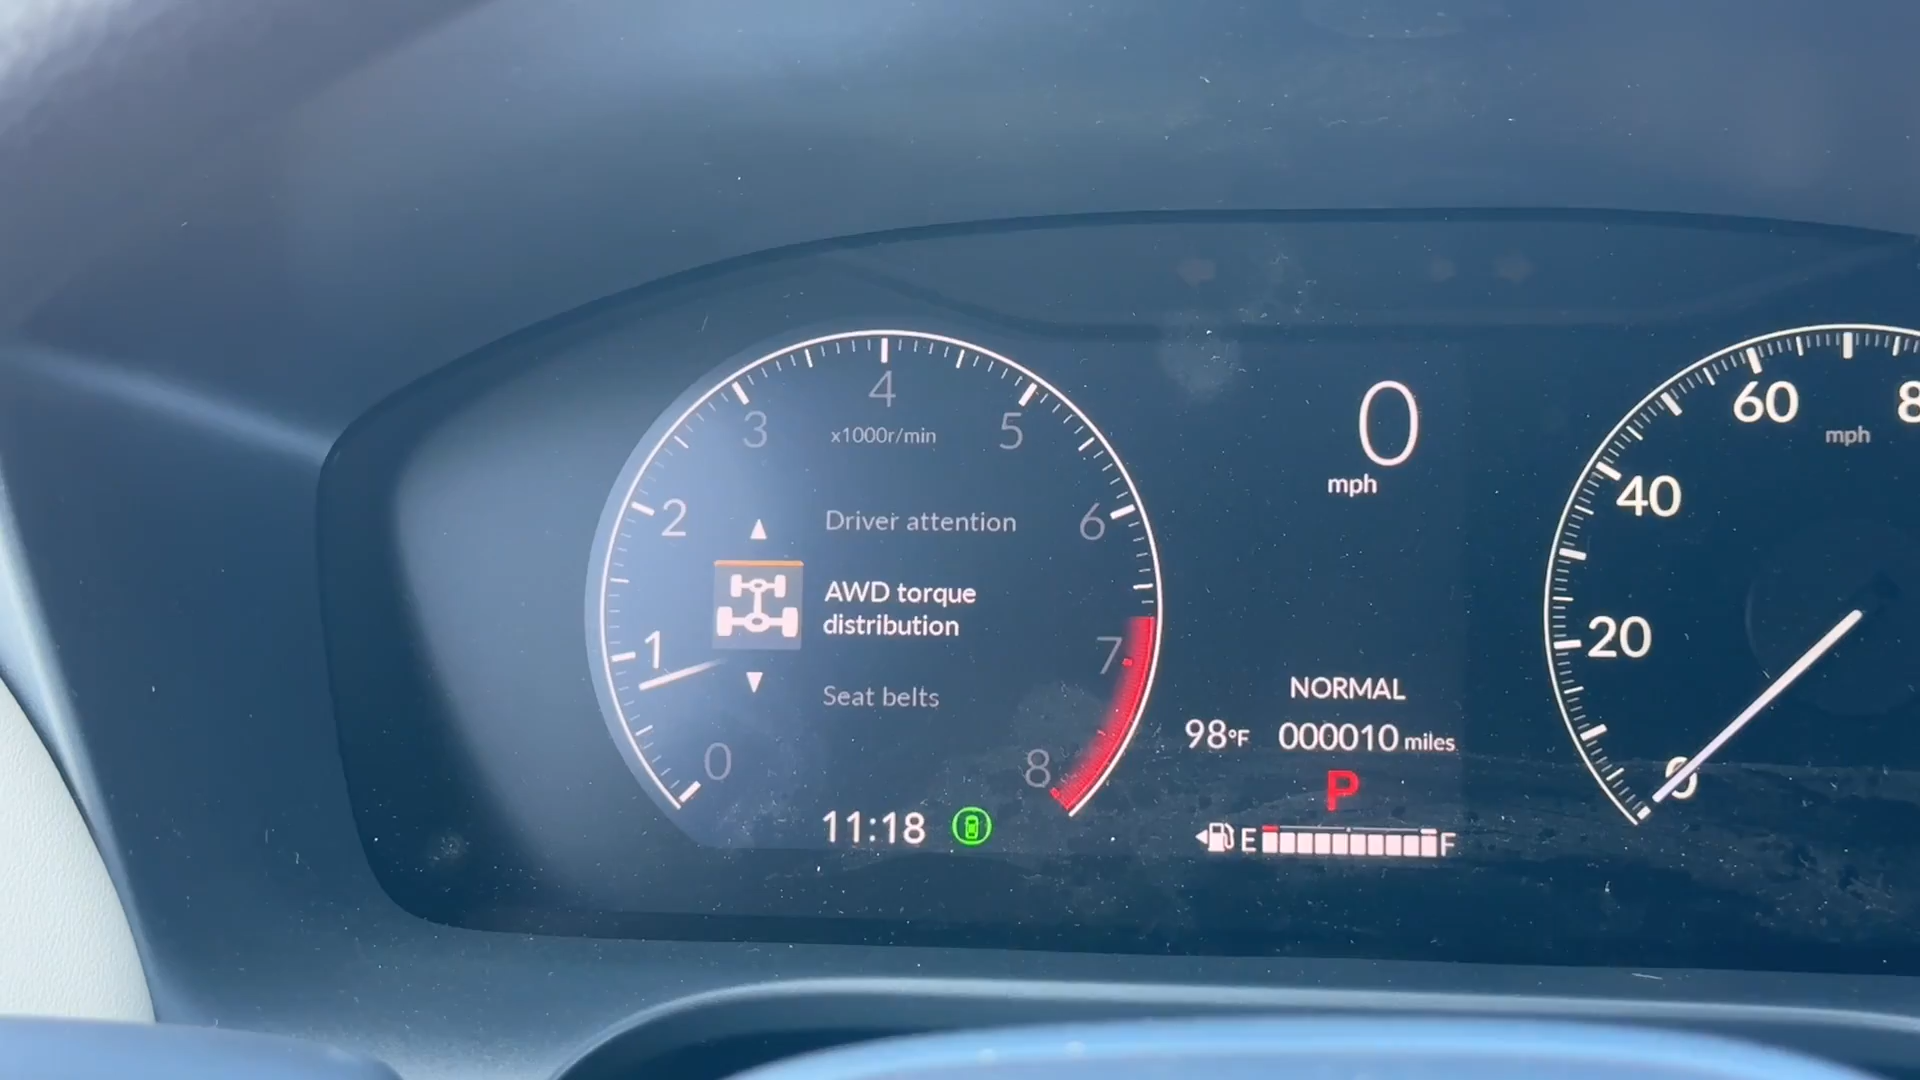 4
3
5
x1000r/min
2
6
Driver attention
AWD torque
distribution
1
7
Seat belts
0
8
11:18
0
mph
NORMAL
98°F 000010 miles
P
E F
60
mph
40
20
0